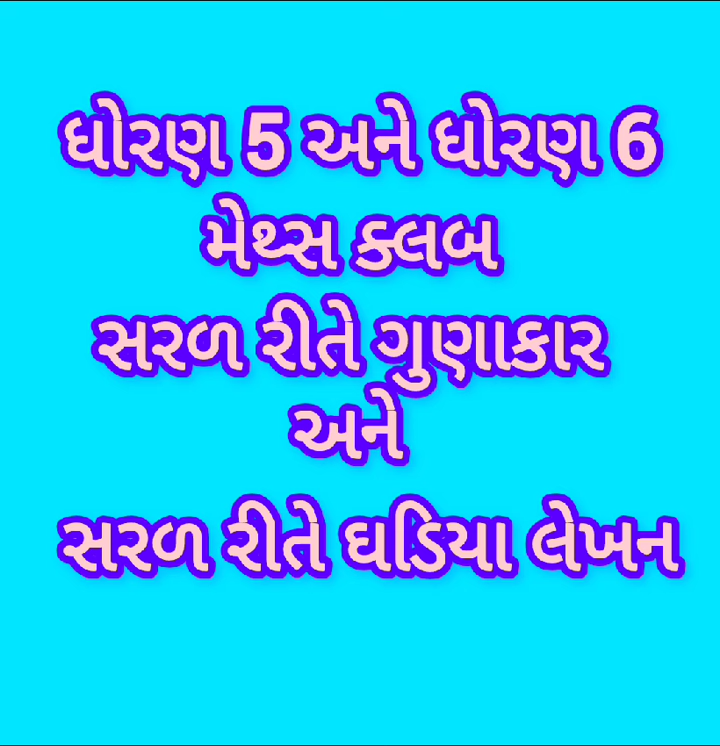 ધોરણ 5 અને ધોરણ 6
મેથ્સ ક્લબ
સરળ રીતે ગુણાકાર
અને
સરળ રીતે ઘડિયા લેખન